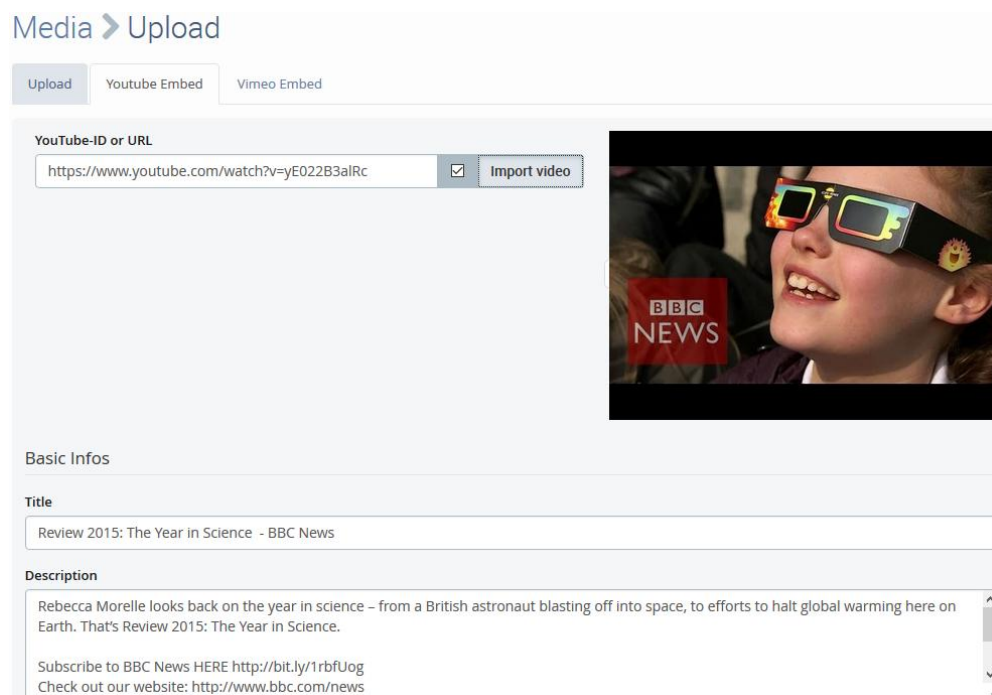 Media > Upload
Upload
Youtube Embed
Vimeo Embed
YouTube-ID or URL
https://www.youtube.com/watch?v=yE022B3alRc
Import video
BBC
NEWS
Basic Infos
Title
Review 2015: The Year in Science - BBC News
Description
Rebecca Morelle looks back on the year in science – from a British astronaut blasting off into space, to efforts to halt global warming here on
Earth. That's Review 2015: The Year in Science.
Subscribe to BBC News HERE http://bit.ly/1rbfUog
Check out our website: http://www.bbc.com/news